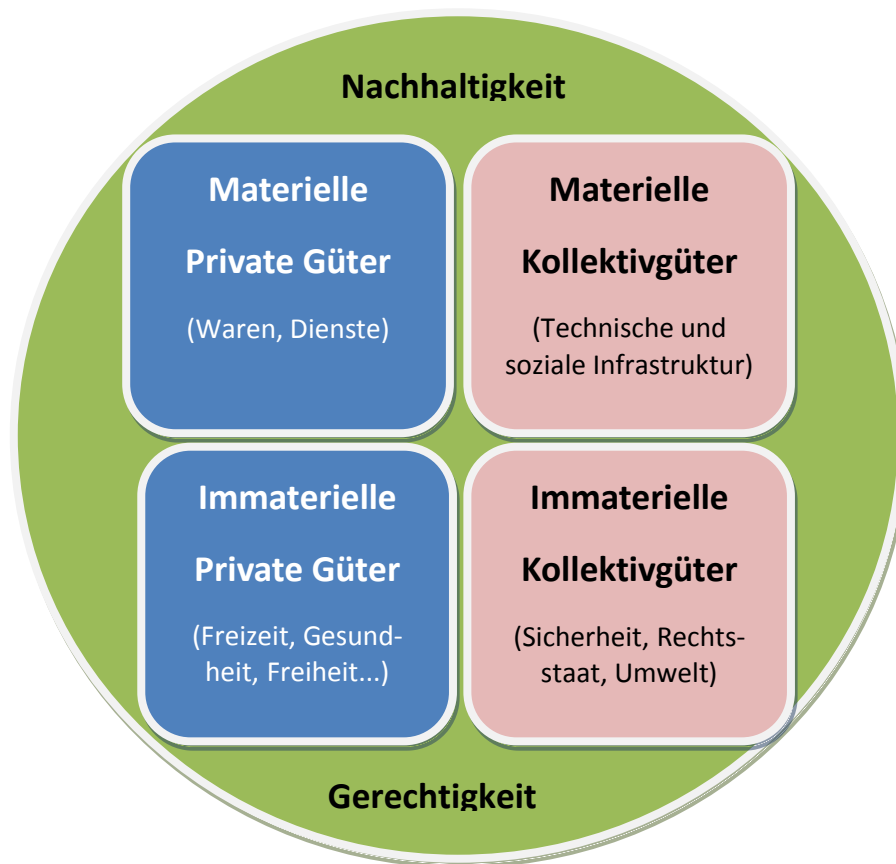 Nachhaltigkeit
Materielle
Private Güter
(Waren, Dienste)
Materielle
Kollektivgüter
(Technische und
soziale Infrastruktur)
Immaterielle
Private Güter
(Freizeit, Gesund-
heit, Freiheit...)
Immaterielle
Kollektivgüter
(Sicherheit, Rechts-
staat, Umwelt)
Gerechtigkeit